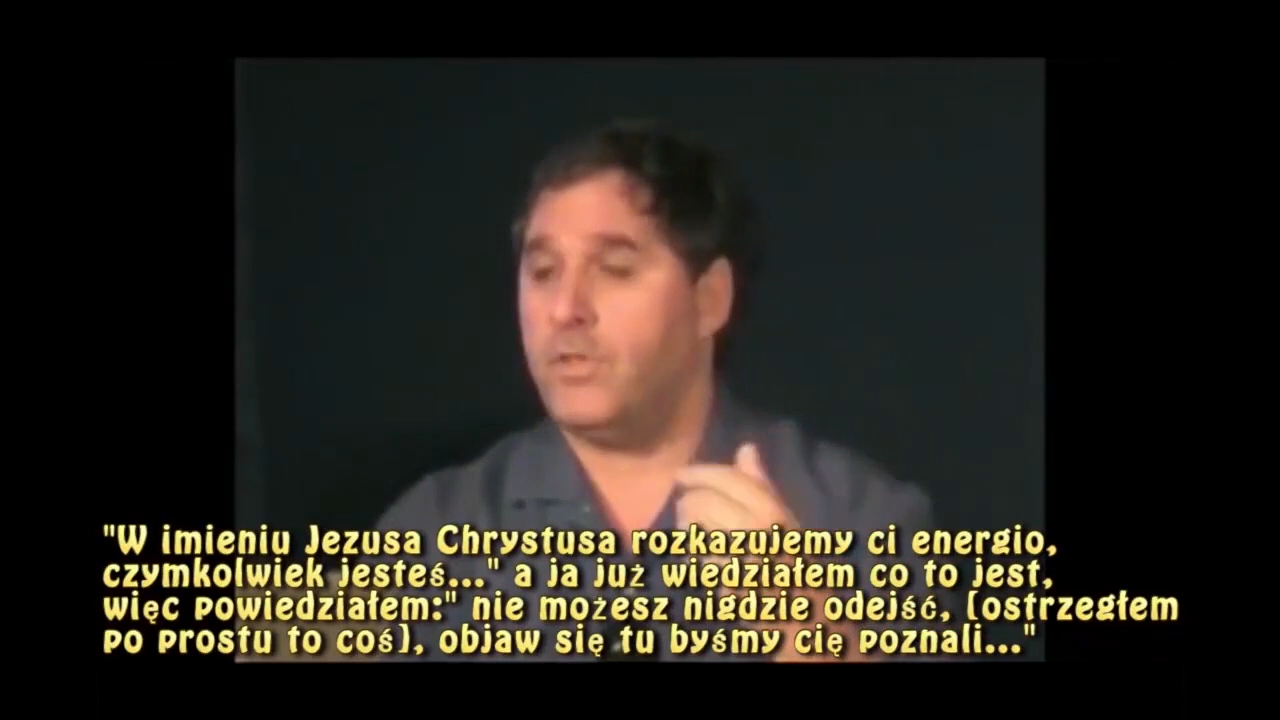 "W imieniu Jezusa Chrystusa rozkazujemy ci energio,
czymkolwiek jesteś..." a ja już wiedziałem co to jest,
więc powiedziałem:" nie możesz nigdzie odejść, (ostrzegłem
po prostu to coś), objaw się tu byśmy cię poznali..."